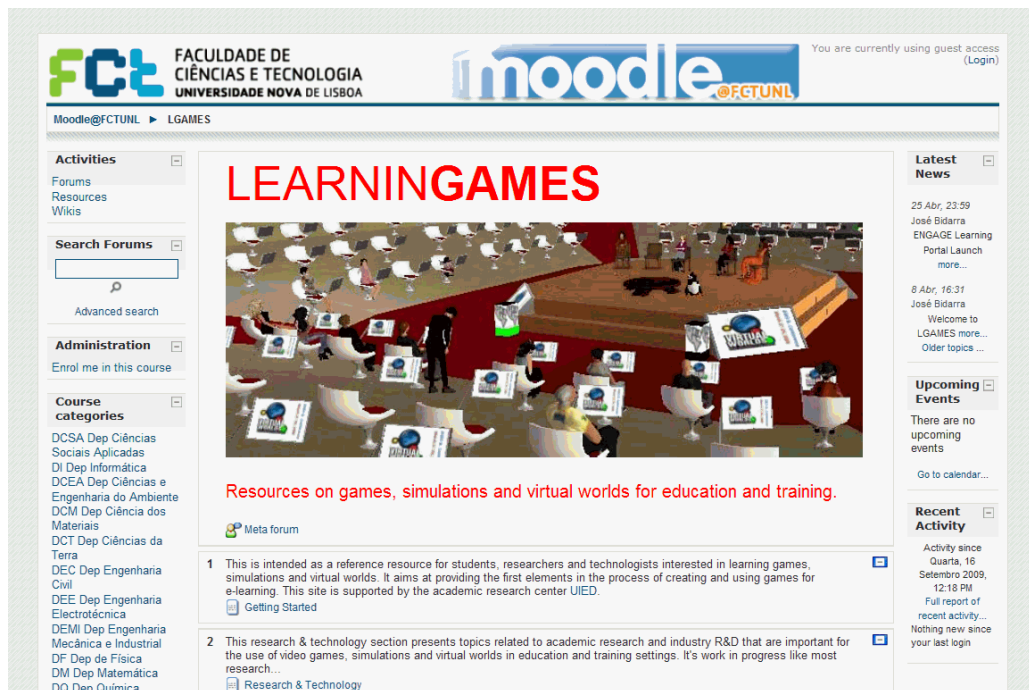 FCt
FACULDADE DE
CIÊNCIAS E TECNOLOGIA
UNIVERSIDADE NOVA DE LISBOA
moodle
@FCTUNL
You are currently using guest access
(Login)
Moodle@FCTUNL ► LGAMES
Activities
Forums
Resources
Wikis
Search Forums
Advanced search
Administration
Enrol me in this course
Course
categories
DCSA Dep Ciências
Sociais Aplicadas
DI Dep Informática
DCEA Dep Ciências e
Engenharia do Ambiente
DCM Dep Ciência dos
Materiais
DCT Dep Ciências da
Terra
DEC Dep Engenharia
Civil
DEE Dep Engenharia
Electrotécnica
DEMI Dep Engenharia
Mecânica e Industrial
DF Dep de Física
DM Dep Matemática
DQ Dep Química
LEARNINGAMES
VIRTUAL
WORLDS
Resources on games, simulations and virtual worlds for education and training.
Meta forum
1 This is intended as a reference resource for students, researchers and technologists interested in learning games,
simulations and virtual worlds. It aims at providing the first elements in the process of creating and using games for
e-learning. This site is supported by the academic research center UIED.
Getting Started
2 This research & technology section presents topics related to academic research and industry R&D that are important for
the use of video games, simulations and virtual worlds in education and training settings. It's work in progress like most
research...
Research & Technology
Latest
News
25 Abr, 23:59
José Bidarra
ENGAGE Learning
Portal Launch
more...
8 Abr, 16:31
José Bidarra
Welcome to
LGAMES more...
Older topics ...
Upcoming
Events
There are no
upcoming
events
Go to calendar...
Recent
Activity
Activity since
Quarta, 16
Setembro 2009,
12:18 PM
Full report of
recent activity...
Nothing new since
your last login